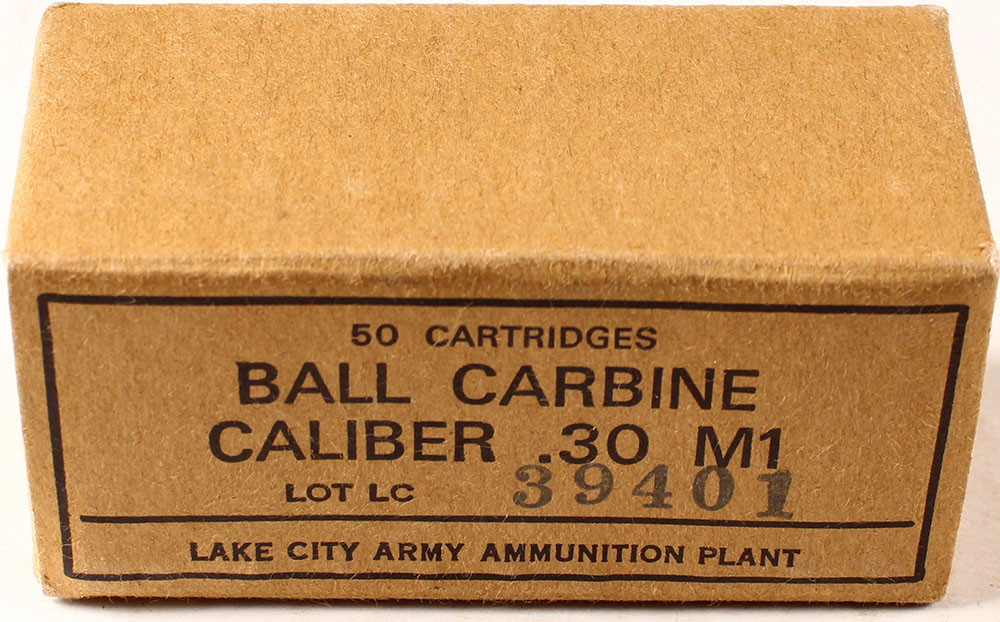 50 CARTRIDGES
BALL CARBINE
CALIBER .30 M1
LOT LC 39401
LAKE CITY ARMY AMMUNITION PLANT